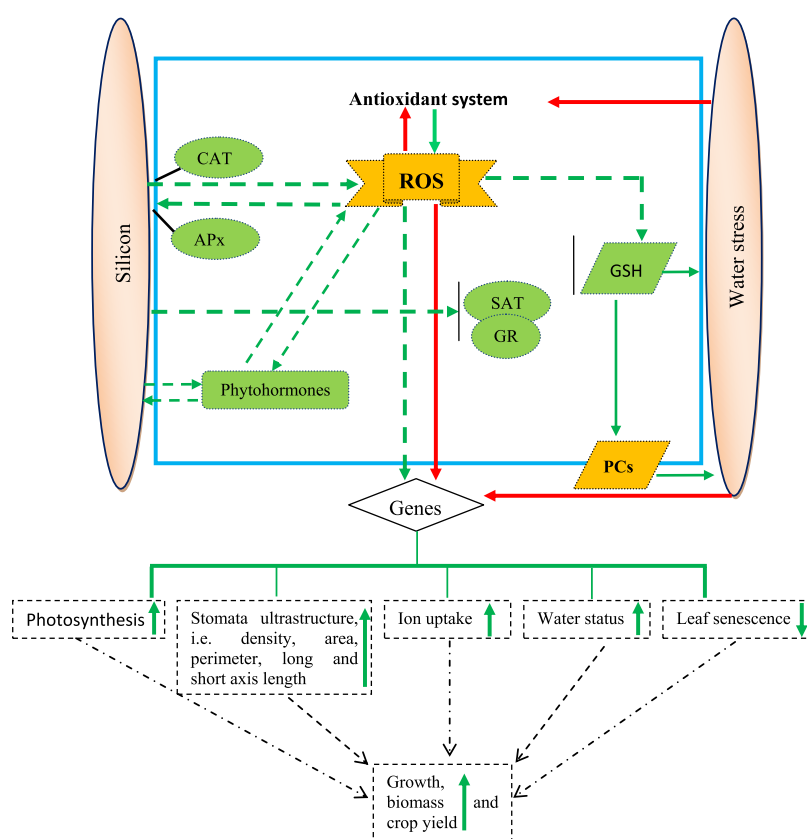 Antioxidant system
CAT
ROS
APx
GSH
Silicon
Water stress
SAT
GR
Phytohormones
PCs
Genes
Photosynthesis
Stomata ultrastructure,
i.e. density, area,
perimeter, long and
short axis length
Ion uptake
Water status
Leaf senescence
Growth,
biomass and
crop yield